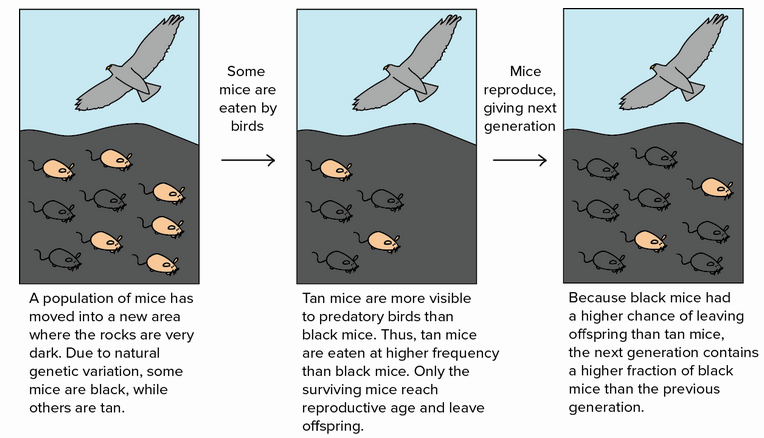 Some
mice are
eaten by
birds
Mice
reproduce,
giving next
generation
A population of mice has
moved into a new area
where the rocks are very
dark. Due to natural
genetic variation, some
mice are black, while
others are tan.
Tan mice are more visible
to predatory birds than
black mice. Thus, tan mice
are eaten at higher frequency
than black mice. Only the
surviving mice reach
reproductive age and leave
offspring.
Because black mice had
a higher chance of leaving
offspring than tan mice,
the next generation contains
a higher fraction of black
mice than the previous
generation.